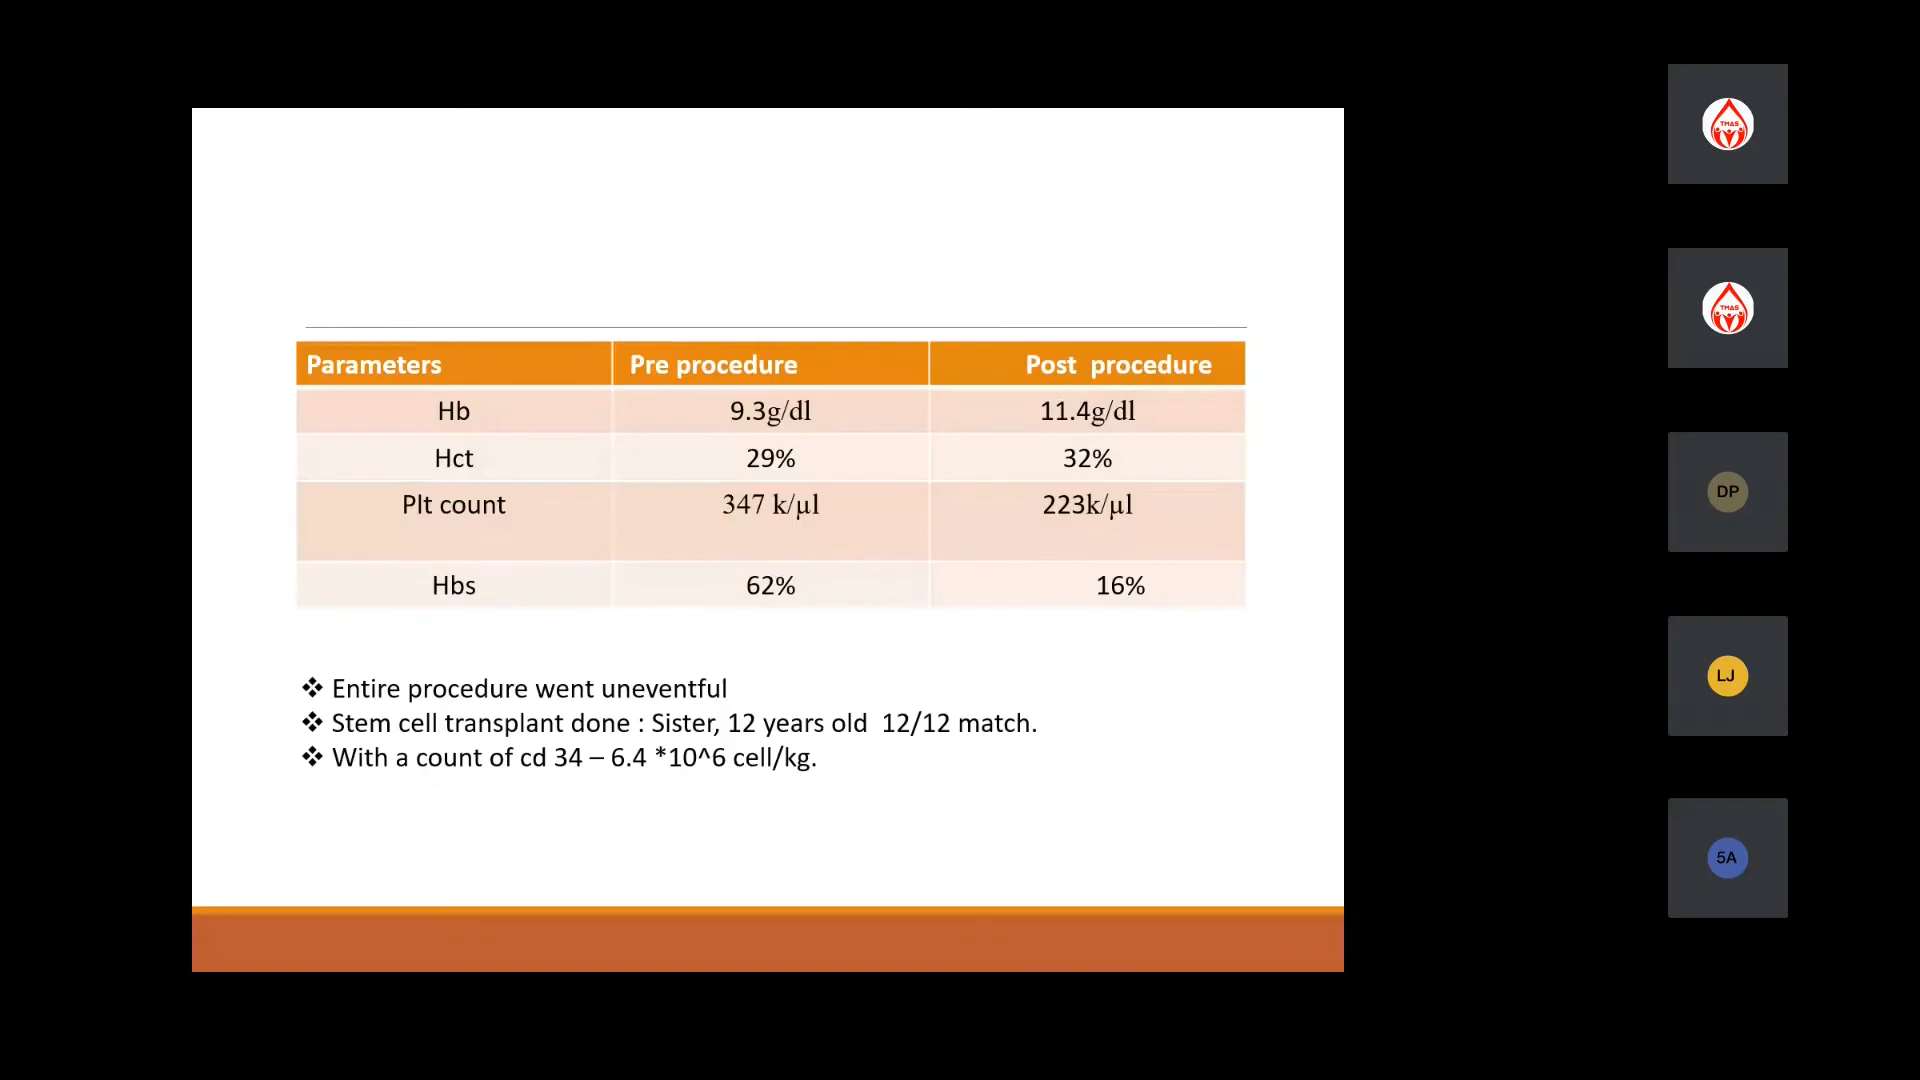 Parameters Pre procedure Post procedure
Hb 9.3g/dl 11.4g/dl
Hct 29% 32%
Plt count 347 k/µl 223k/µl
Hbs 62% 16%
❖ Entire procedure went uneventful
❖ Stem cell transplant done : Sister, 12 years old 12/12 match.
❖ With a count of cd 34 – 6.4 *10^6 cell/kg.
TMAS
TMAS
DP
LJ
5A